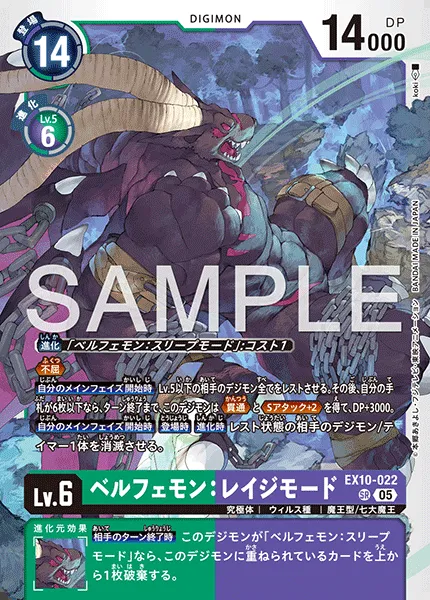 登場
14
DIGIMON
14000
DP
進化
Lv.5
6
koki
BANDAI MADE IN JAPAN
SAMPLE
進化「ベルフェモン:スリープモード」:コスト1
不屈
自分のメインフェイズ開始時 Lv.5以下の相手のデジモン全てをレストさせる。その後、自分の手
札が6枚以下なら、ターン終了まで、このデジモンは貫通とSアタック+2を得て、DP+3000。
自分のメインフェイズ開始時 登場時 進化時 レスト状態の相手のデジモン/テ
イマー1体を消滅させる。
Lv.6
ベルフェモン:レイジモード
EX10-022
SR 05
究極体 ウィルス種 魔王型/七大魔王
進化元効果
相手のターン終了時 このデジモンが「ベルフェモン:スリープ
モード」なら、このデジモンに重ねられているカードを上か
ら1枚破棄する。